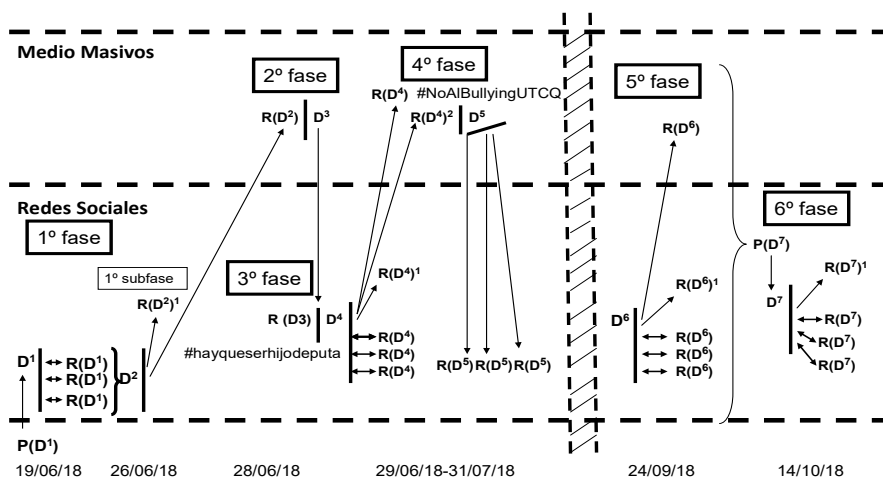 Medio Masivos
2º fase
4º fase
5º fase
R(D⁴) #NoAlBullyingUTCQ
R(D²) D³
R(D⁴)² D⁵
R(D⁶)
Redes Sociales
1º fase
6º fase
P(D⁷)
1º subfase
3º fase
R(D⁴)¹
R(D⁶)¹
R(D⁷)¹
R(D²)¹
D⁷
R (D3) D⁴
D⁶
R(D⁷)
R(D⁴)
R(D⁶)
R(D⁷)
#hayqueserhijodeputa
R(D⁴)
R(D⁶)
R(D⁷)
D¹ R(D¹) D²
R(D⁵) R(D⁵) R(D⁵)
R(D¹)
R(D⁴)
R(D⁶)
R(D¹)
P(D¹)
19/06/18 26/06/18 28/06/18 29/06/18-31/07/18 24/09/18 14/10/18